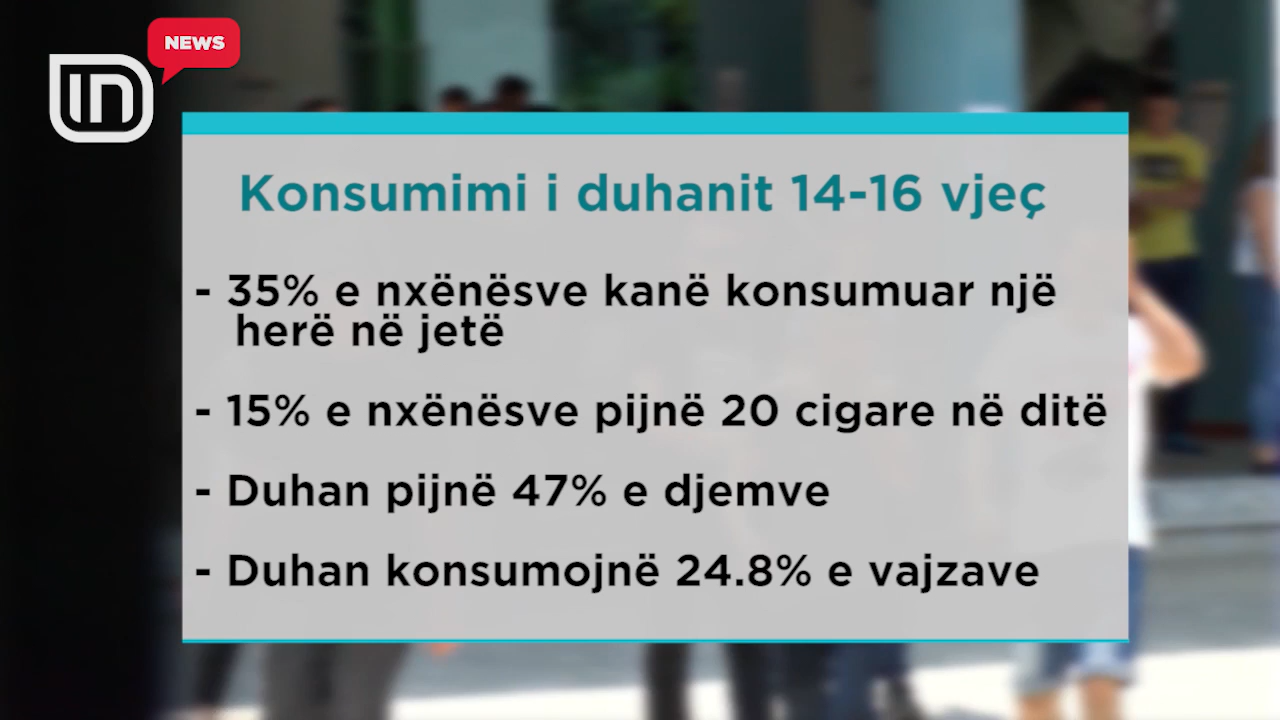 NEWS
IN
Konsumimi i duhanit 14-16 vjeç
- 35% e nxënësve kanë konsumuar një
herë në jetë
- 15% e nxënësve pijnë 20 cigare në ditë
- Duhan pijnë 47% e djemve
- Duhan konsumojnë 24.8% e vajzave